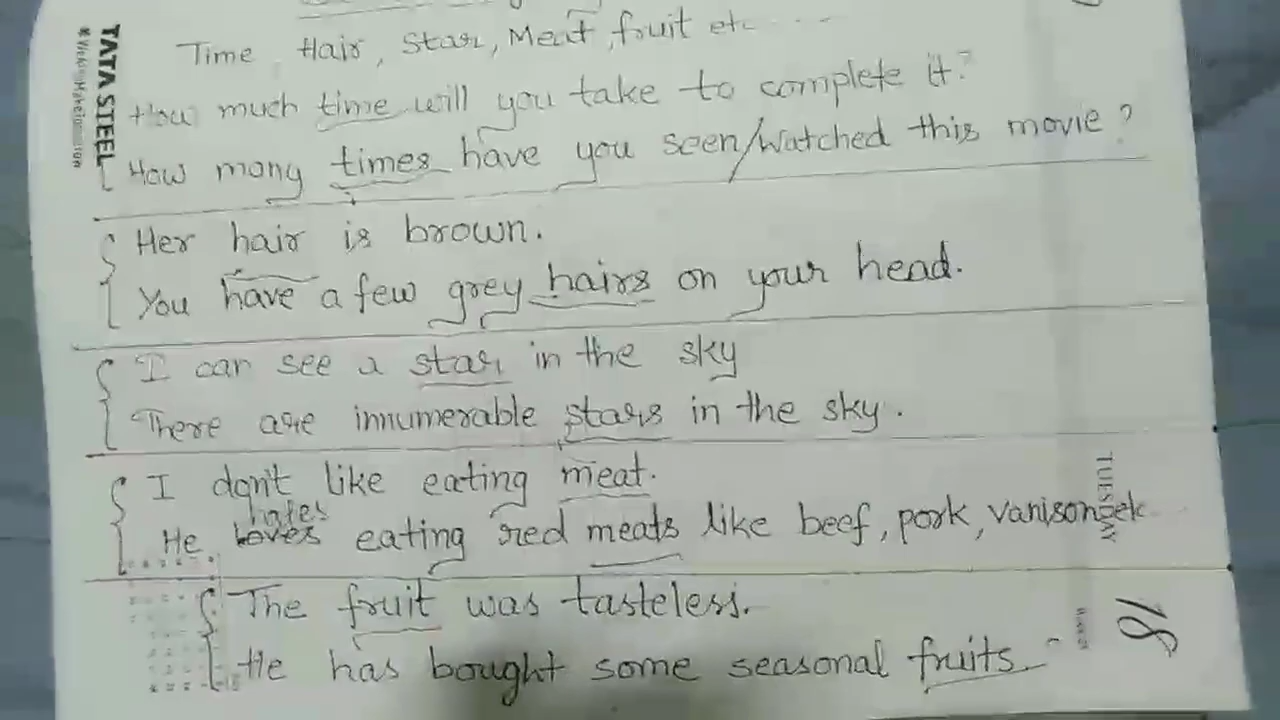 Time, Hair, Star, Meat, fruit etc ....
How much time will you take to complete it?
How many times have you seen/watched this movie?
Her hair is brown.
You have a few grey hairs on your head.
I can see a star in the sky
There are innumerable stars in the sky.
I don't like eating meat.
hates
He loves eating red meats like beef, pork, vanison
The fruit was tasteless.
He has bought some seasonal fruits
TATA STEEL
TUESDAY